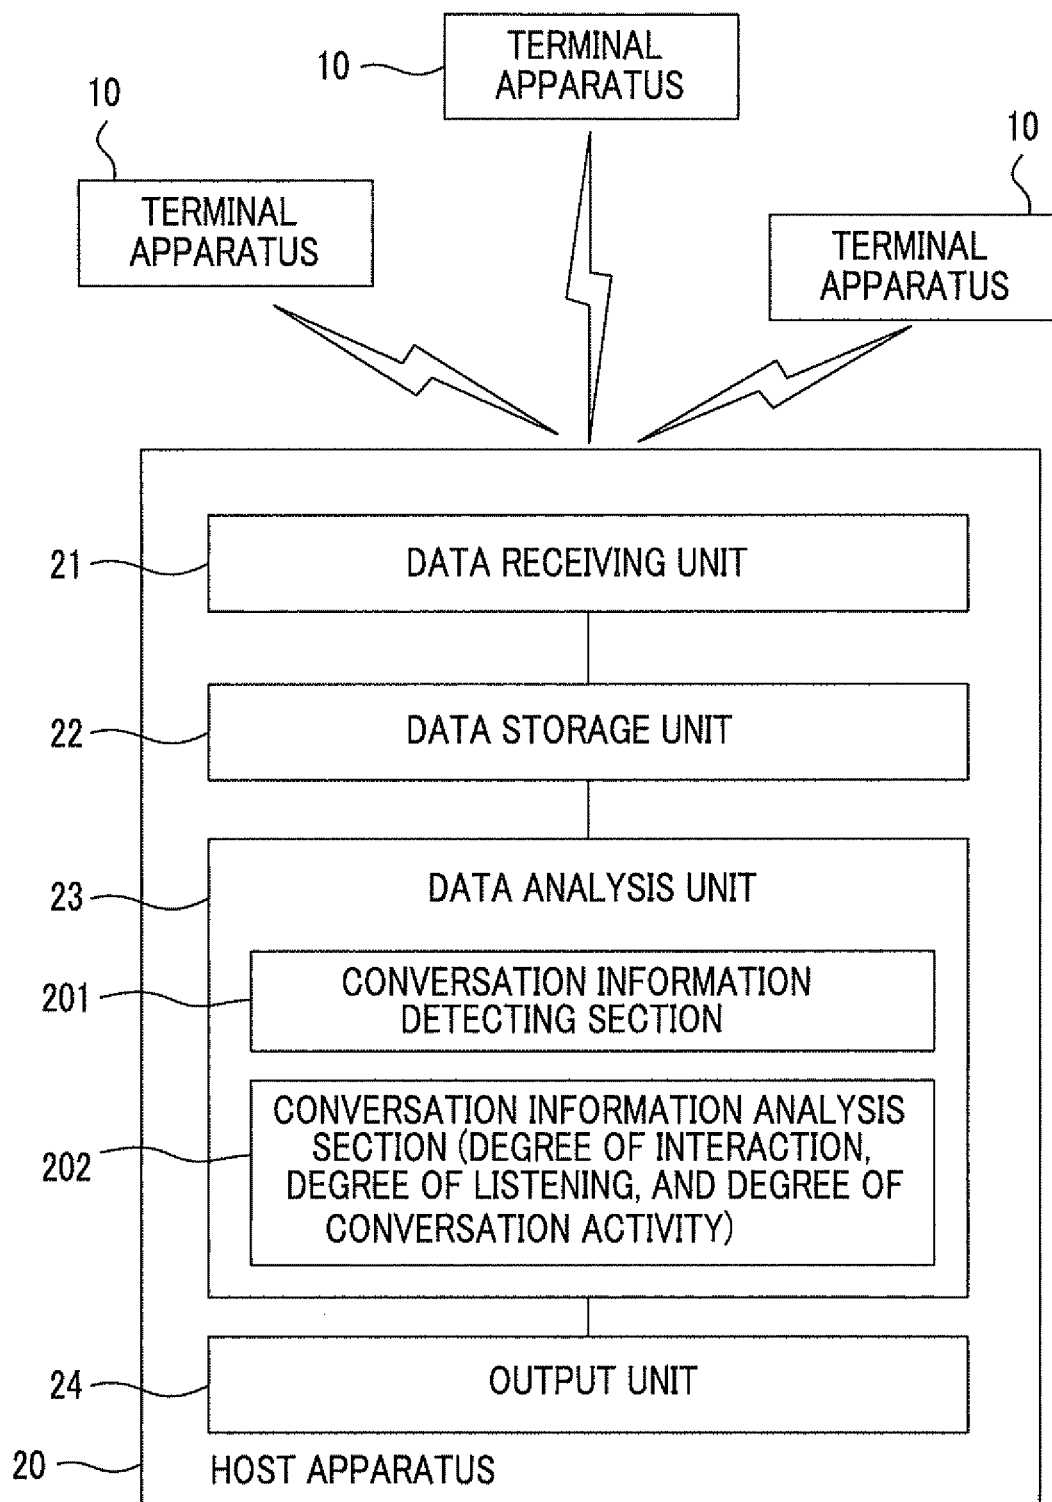 10
TERMINAL
APPARATUS
10
TERMINAL
APPARATUS
10
TERMINAL
APPARATUS
21
DATA RECEIVING UNIT
22
DATA STORAGE UNIT
23
DATA ANALYSIS UNIT
201
CONVERSATION INFORMATION
DETECTING SECTION
202
CONVERSATION INFORMATION ANALYSIS
SECTION (DEGREE OF INTERACTION,
DEGREE OF LISTENING, AND DEGREE OF
CONVERSATION ACTIVITY)
24
OUTPUT UNIT
20
HOST APPARATUS